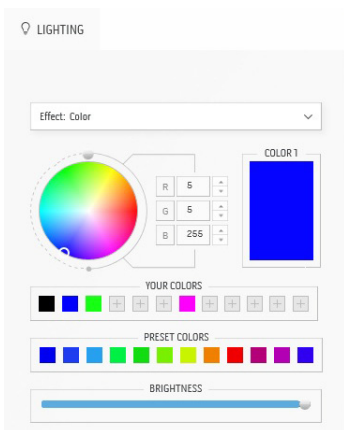 LIGHTING
Effect: Color
COLOR 1
R 5
G 5
B 255
YOUR COLORS
PRESET COLORS
BRIGHTNESS